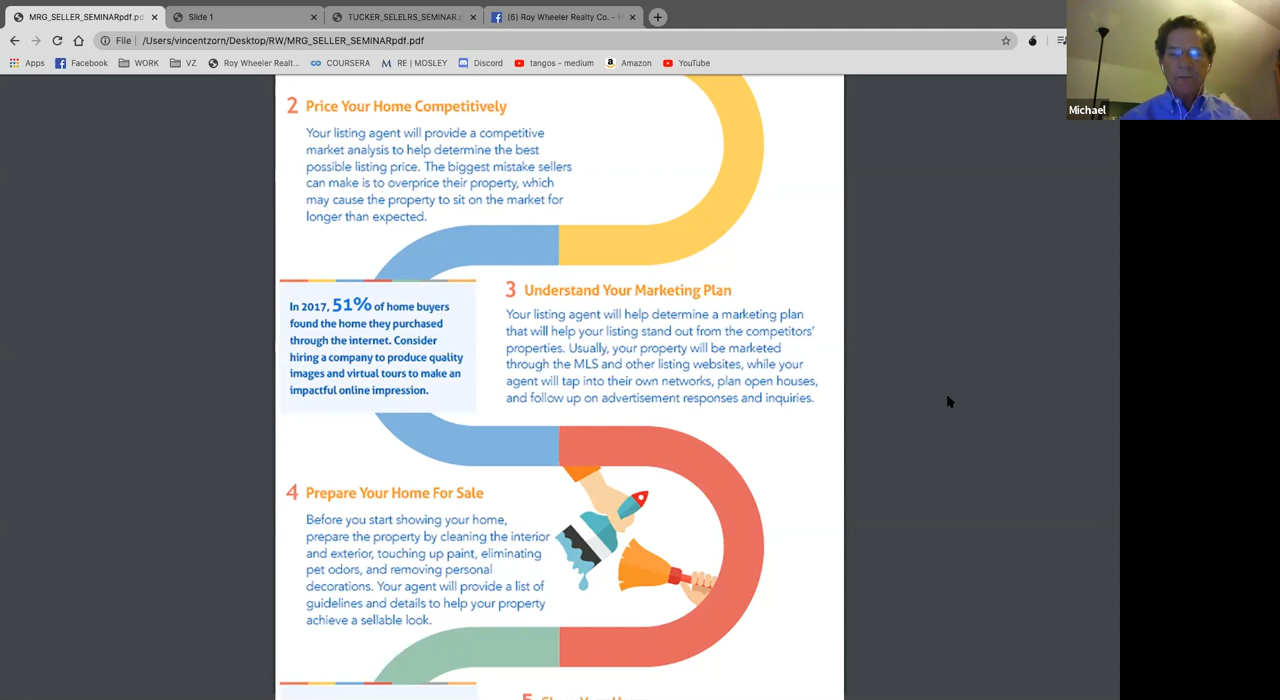 MRG_SELLER_SEMINARpdf.pdf
Slide 1
TUCKER_SELELRS_SEMINAR.p
(6) Roy Wheeler Realty Co. – H
File
/Users/vincentzorn/Desktop/RW/MRG_SELLER_SEMINARpdf.pdf
Apps
Facebook
WORK
VZ
Roy Wheeler Realt...
COURSERA
RE | MOSLEY
Discord
tangos – medium
Amazon
YouTube
Michael
2 Price Your Home Competitively
Your listing agent will provide a competitive
market analysis to help determine the best
possible listing price. The biggest mistake sellers
can make is to overprice their property, which
may cause the property to sit on the market for
longer than expected.
In 2017, 51% of home buyers
found the home they purchased
through the internet. Consider
hiring a company to produce quality
images and virtual tours to make an
impactful online impression.
3 Understand Your Marketing Plan
Your listing agent will help determine a marketing plan
that will help your listing stand out from the competitors'
properties. Usually, your property will be marketed
through the MLS and other listing websites, while your
agent will tap into their own networks, plan open houses,
and follow up on advertisement responses and inquiries.
4 Prepare Your Home For Sale
Before you start showing your home,
prepare the property by cleaning the interior
and exterior, touching up paint, eliminating
pet odors, and removing personal
decorations. Your agent will provide a list of
guidelines and details to help your property
achieve a sellable look.